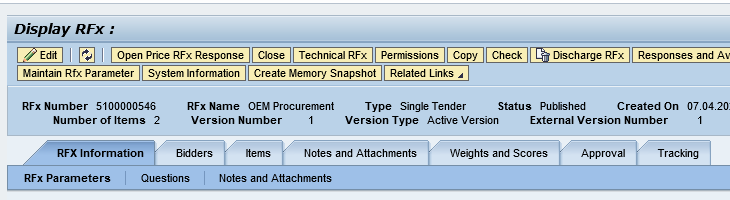 Display RFx :
Edit Open Price RFx Response Close Technical RFx Permissions Copy Check Discharge RFx Responses and
Maintain Rfx Parameter System Information Create Memory Snapshot Related Links
RFx Number 5100000546 RFx Name OEM Procurement Type Single Tender Status Published Created On 07.04.
Number of Items 2 Version Number 1 Version Type Active Version External Version Number 1
RFX Information Bidders Items Notes and Attachments Weights and Scores Approval Tracking
RFx Parameters Questions Notes and Attachments